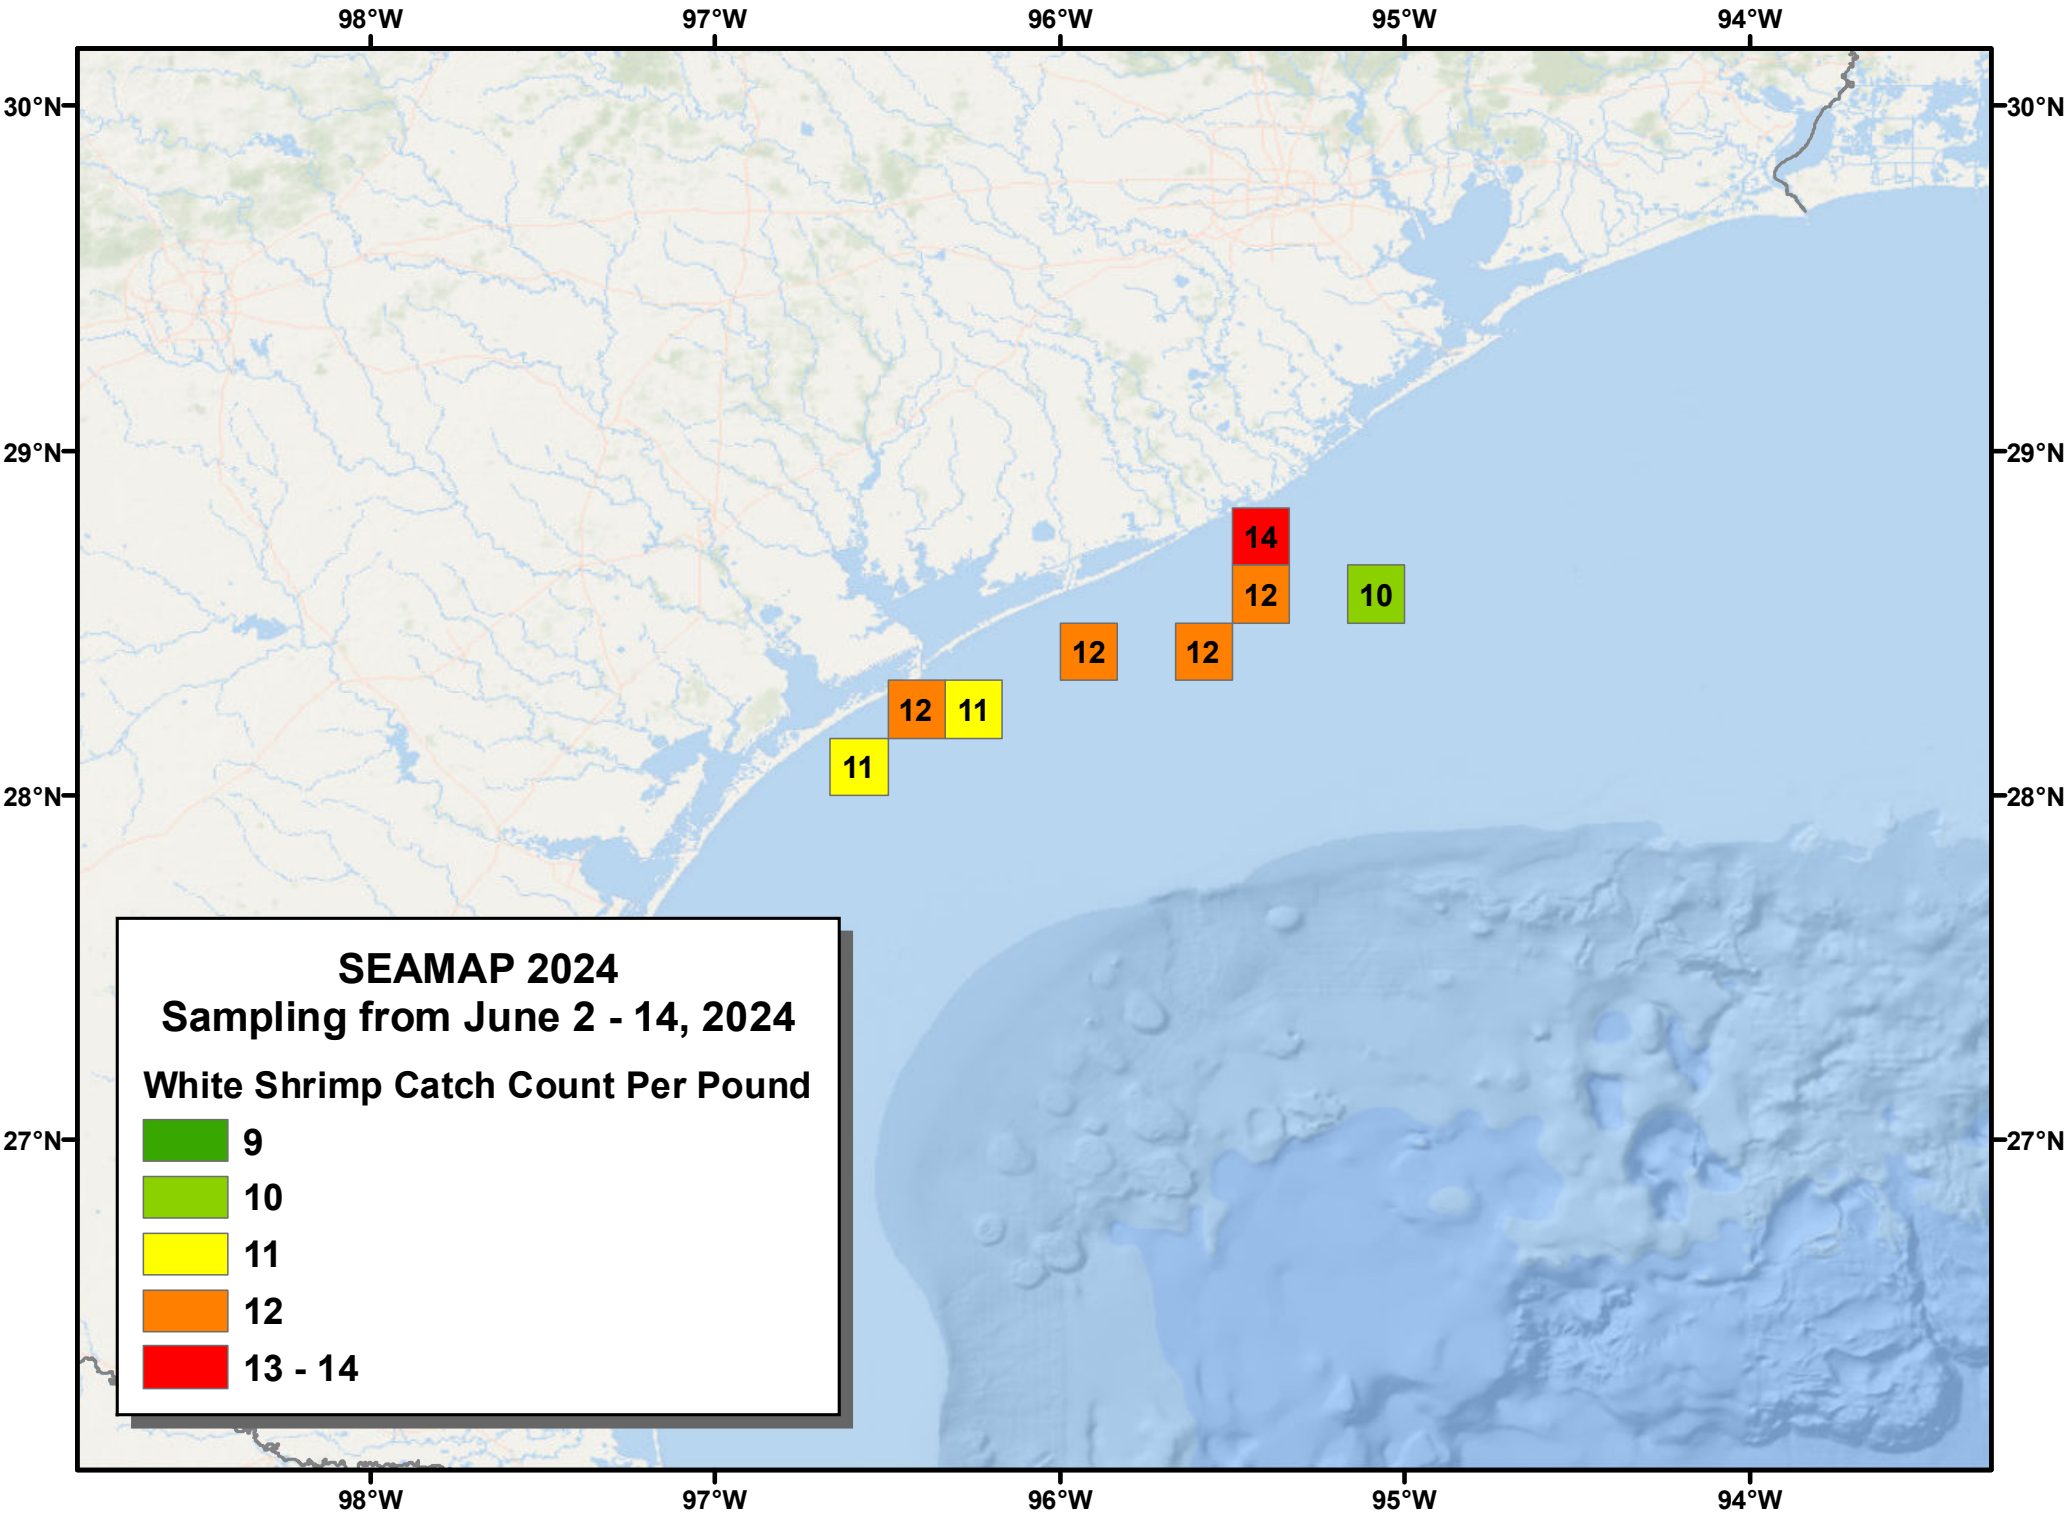 98°W 97°W 96°W 95°W 94°W
30°N 30°N
29°N 29°N
14
12 10
12 12
12 11
11
28°N 28°N
SEAMAP 2024
Sampling from June 2 - 14, 2024
White Shrimp Catch Count Per Pound
9
27°N 27°N
10
11
12
13 - 14
98°W 97°W 96°W 95°W 94°W